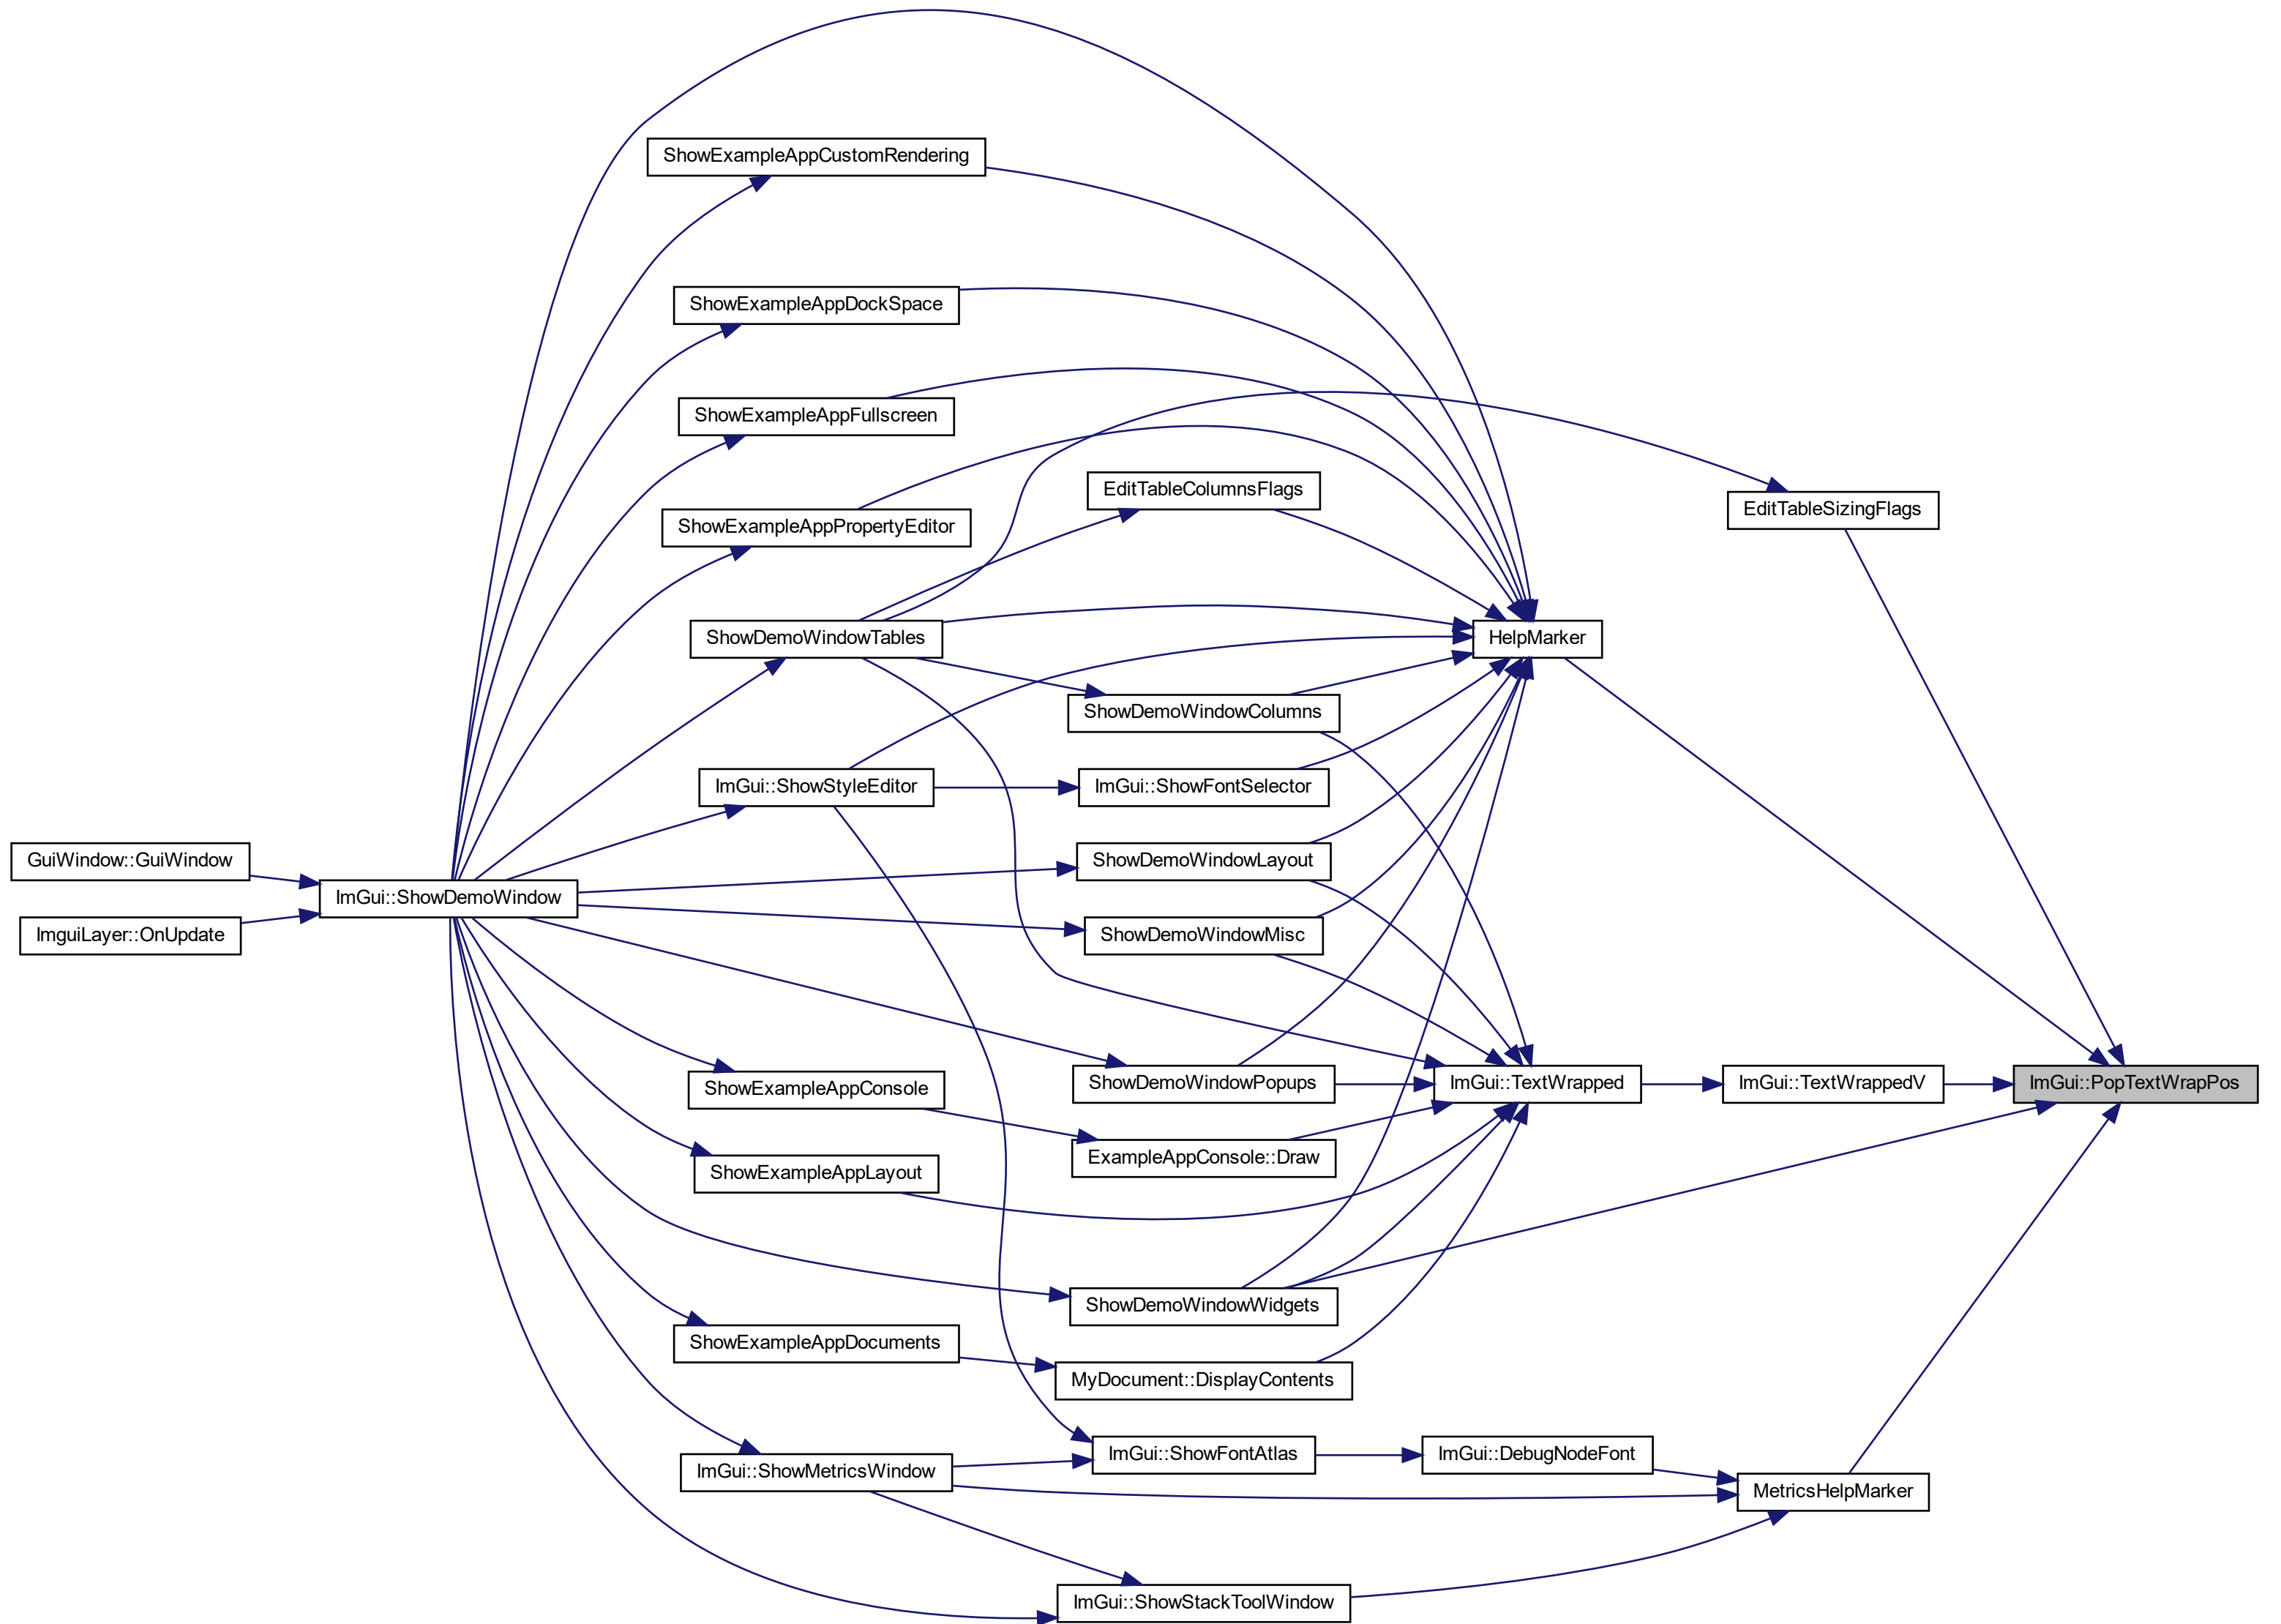 ShowExampleAppCustomRendering
ShowExampleAppDockSpace
ShowExampleAppFullscreen
EditTableColumnsFlags
EditTableSizingFlags
ShowExampleAppPropertyEditor
ShowDemoWindowTables
HelpMarker
ShowDemoWindowColumns
ImGui::ShowStyleEditor
ImGui::ShowFontSelector
GuiWindow::GuiWindow
ShowDemoWindowLayout
ImGui::ShowDemoWindow
ImguiLayer::OnUpdate
ShowDemoWindowMisc
ShowExampleAppConsole
ShowDemoWindowPopups
ImGui::TextWrapped
ImGui::TextWrappedV
ImGui::PopTextWrapPos
ExampleAppConsole::Draw
ShowExampleAppLayout
ShowDemoWindowWidgets
ShowExampleAppDocuments
MyDocument::DisplayContents
ImGui::ShowFontAtlas
ImGui::DebugNodeFont
ImGui::ShowMetricsWindow
MetricsHelpMarker
ImGui::ShowStackToolWindow